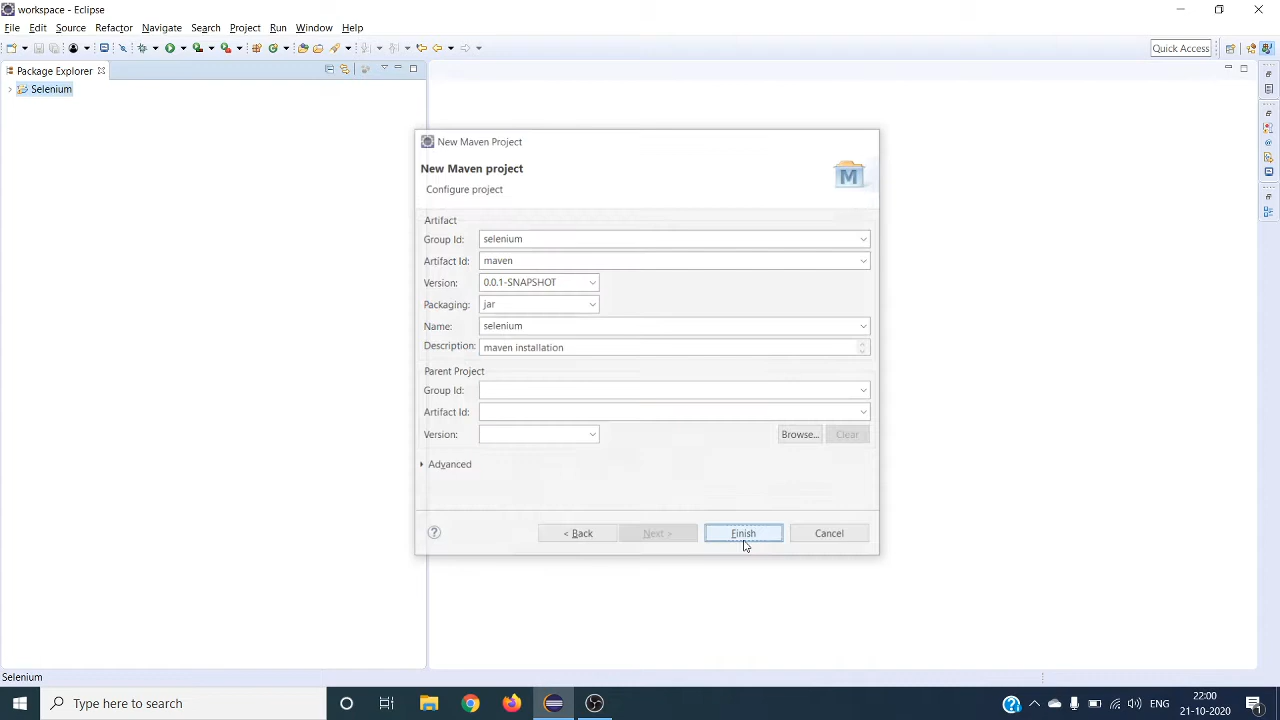 workspace - Eclipse
File Edit Source Refactor Navigate Search Project Run Window Help
Quick Access
Package Explorer
Selenium
New Maven Project
New Maven project
Configure project
M
Artifact
Group Id: selenium
Artifact Id: maven
Version: 0.0.1-SNAPSHOT
Packaging: jar
Name: selenium
Description: maven installation
Parent Project
Group Id:
Artifact Id:
Version:
Browse... Clear
Advanced
? < Back Next > Finish Cancel
Selenium
Type here to search
? ENG 22:00
21-10-2020
1